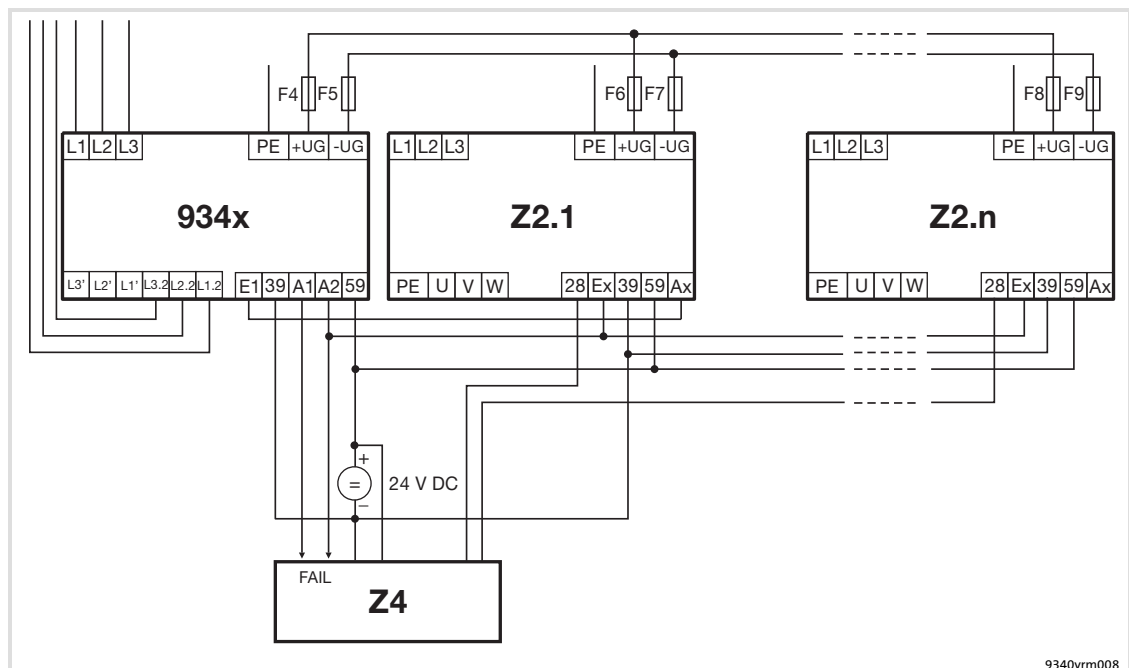 F4 F5 F6 F7 F8 F9
L1 L2 L3 PE +UG -UG L1 L2 L3 PE +UG -UG L1 L2 L3 PE +UG -UG
934x Z2.1 Z2.n
L3' L2' L1' L3.2 L2.2 L1.2 E1 39 A1 A2 59 PE U V W 28 Ex 39 59 Ax PE U V W 28 Ex 39 59 Ax
+
= 24 V DC
−
FAIL
Z4
9340vrm008